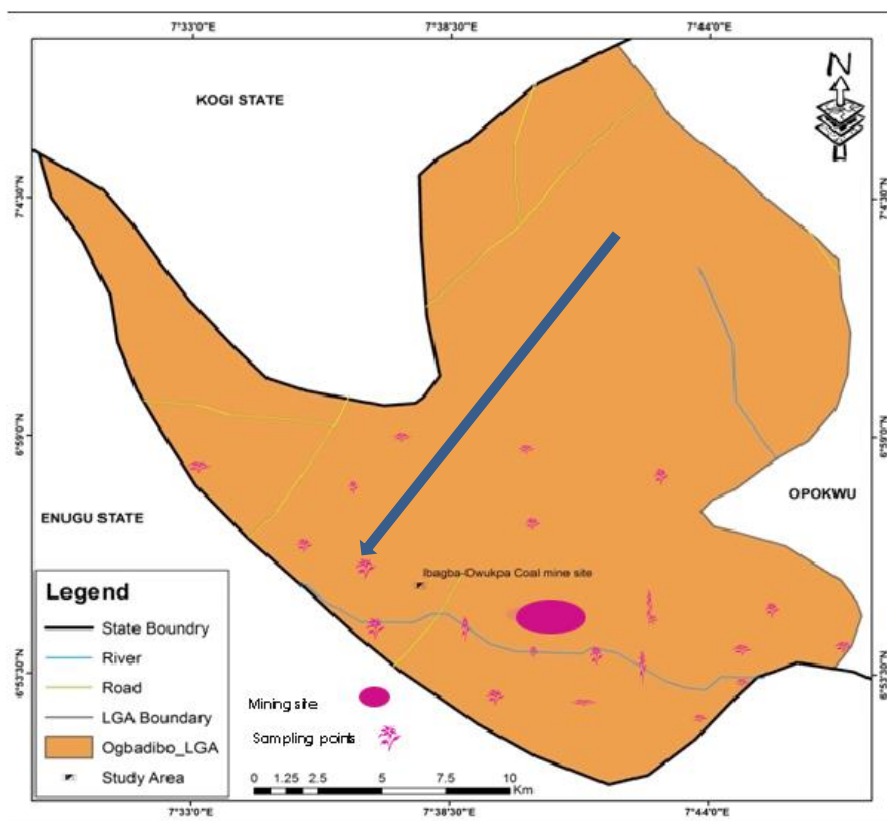 7°33'0"E 7°38'30"E 7°44'0"E
N
KOGI STATE
7°4'30"N 7°4'30"N
6°59'0"N 6°59'0"N
OPOKWU
ENUGU STATE
Ibagba-Owukpa Coal mine site
Legend
State Boundry
River
Road
LGA Boundary
Ogbadibo_LGA
Study Area
6°53'30"N 6°53'30"N
Mining site
Sampling points
0 1.25 2.5 5 7.5 10
Km
7°33'0"E 7°38'30"E 7°44'0"E